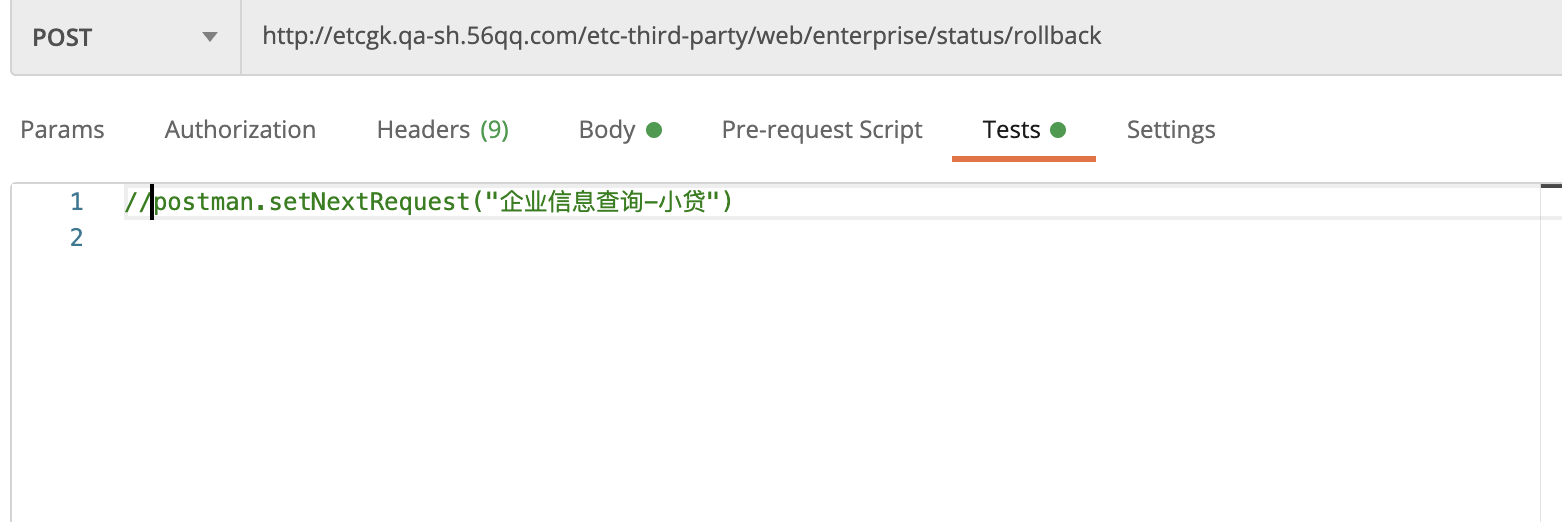 POST http://etcgk.qa-sh.56qq.com/etc-third-party/web/enterprise/status/rollback
Params Authorization Headers (9) Body Pre-request Script Tests Settings
1 //postman.setNextRequest("企业信息查询-小贷")
2